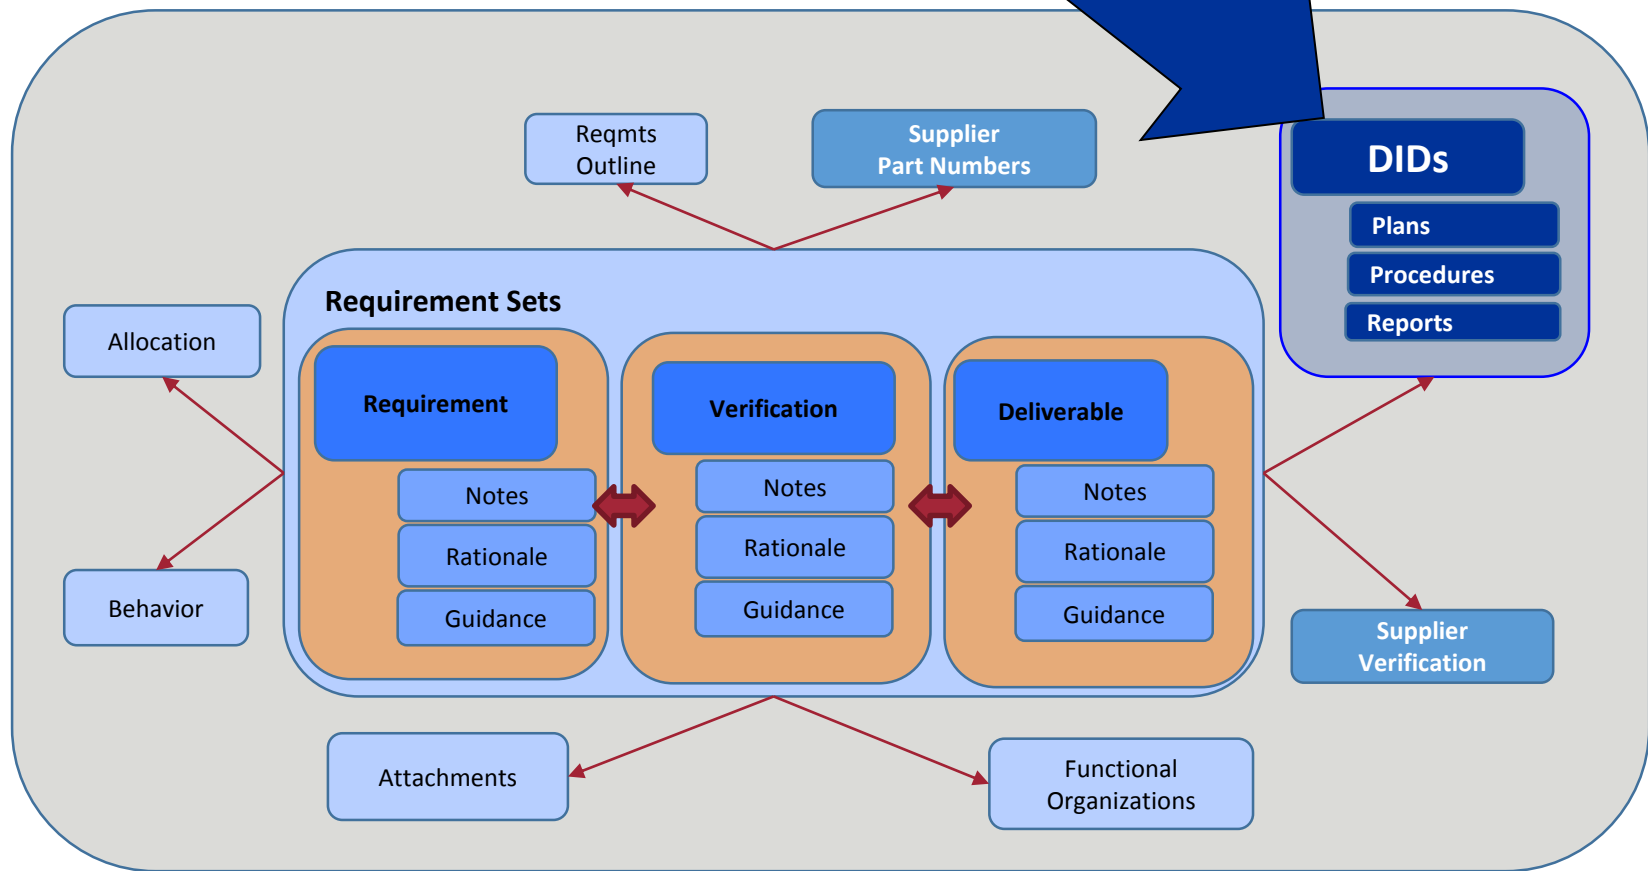 Reqmts
Outline
Supplier
Part Numbers
DIDs
Plans
Procedures
Reports
Requirement Sets
Allocation
Behavior
Requirement
Notes
Rationale
Guidance
Verification
Notes
Rationale
Guidance
Deliverable
Notes
Rationale
Guidance
Supplier
Verification
Attachments
Functional
Organizations